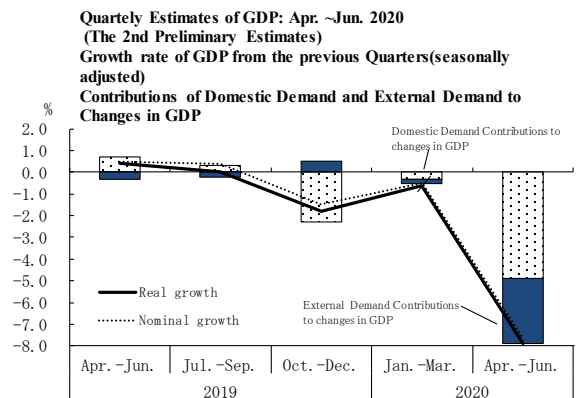 Quartely Estimates of GDP: Apr. ~Jun. 2020
(The 2nd Preliminary Estimates)
Growth rate of GDP from the previous Quarters(seasonally
adjusted)
Contributions of Domestic Demand and External Demand to
Changes in GDP
%
2.0
1.0
0.0
-1.0
-2.0
-3.0
-4.0
-5.0
-6.0
-7.0
-8.0
Domestic Demand Contributions to
changes in GDP
Real growth
Nominal growth
External Demand Contributions
to changes in GDP
Apr.-Jun. Jul.-Sep. Oct.-Dec. Jan.-Mar. Apr.-Jun.
2019 2020